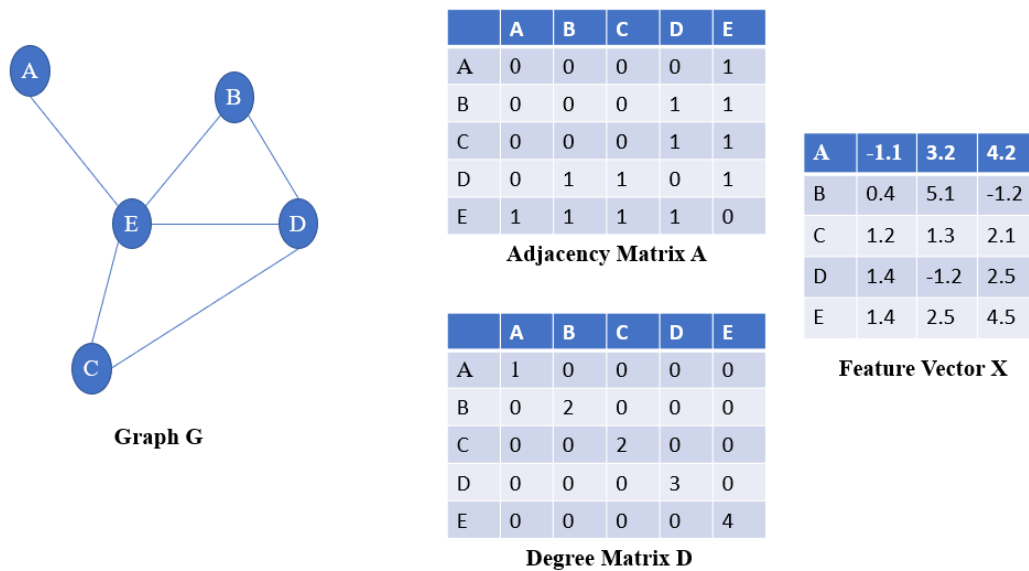 A
B
E
D
C
Graph G
A B C D E
A 0 0 0 0 1
B 0 0 0 1 1
C 0 0 0 1 1
D 0 1 1 0 1
E 1 1 1 1 0
Adjacency Matrix A
A B C D E
A 1 0 0 0 0
B 0 2 0 0 0
C 0 0 2 0 0
D 0 0 0 3 0
E 0 0 0 0 4
Degree Matrix D
A -1.1 3.2 4.2
B 0.4 5.1 -1.2
C 1.2 1.3 2.1
D 1.4 -1.2 2.5
E 1.4 2.5 4.5
Feature Vector X